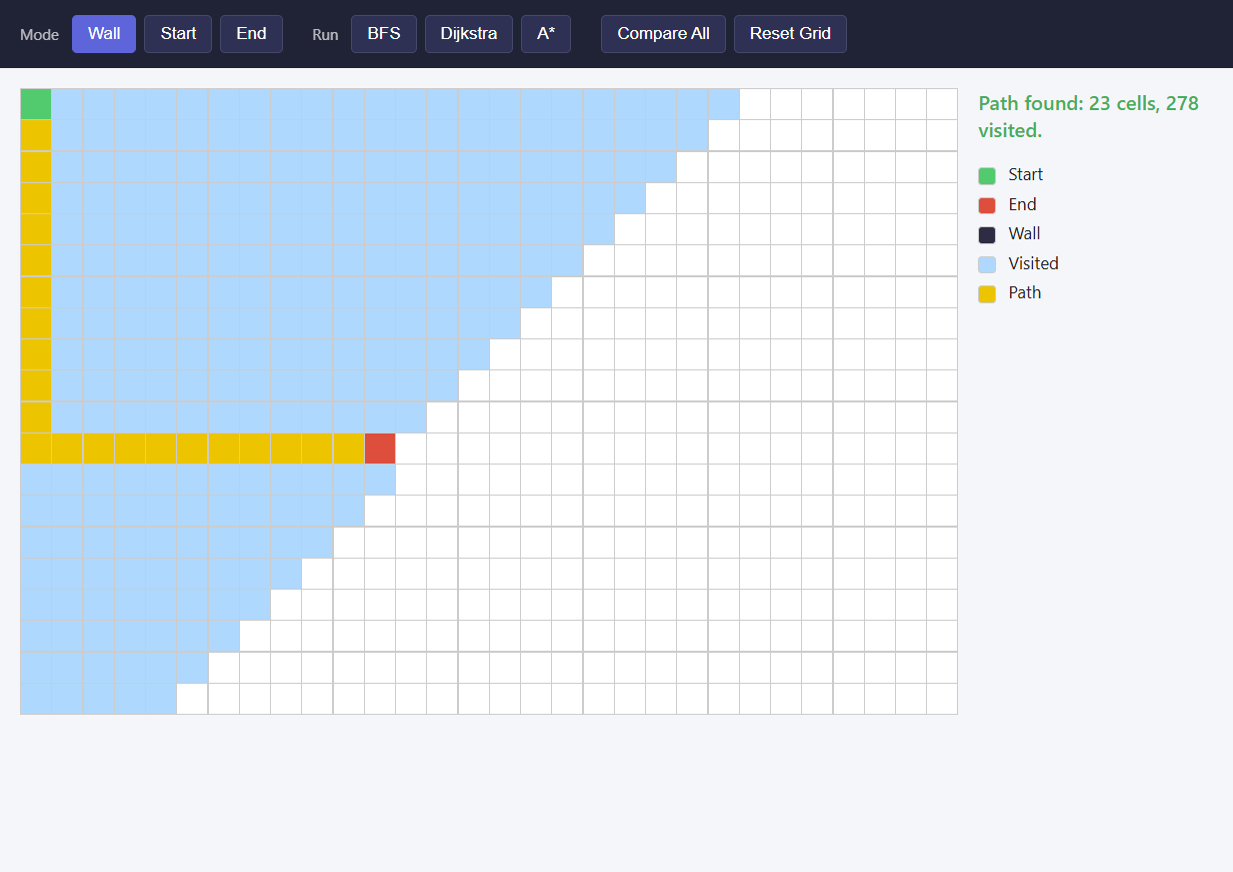 Mode Wall Start End Run BFS Dijkstra A* Compare All Reset Grid
Path found: 23 cells, 278
visited.
Start
End
Wall
Visited
Path